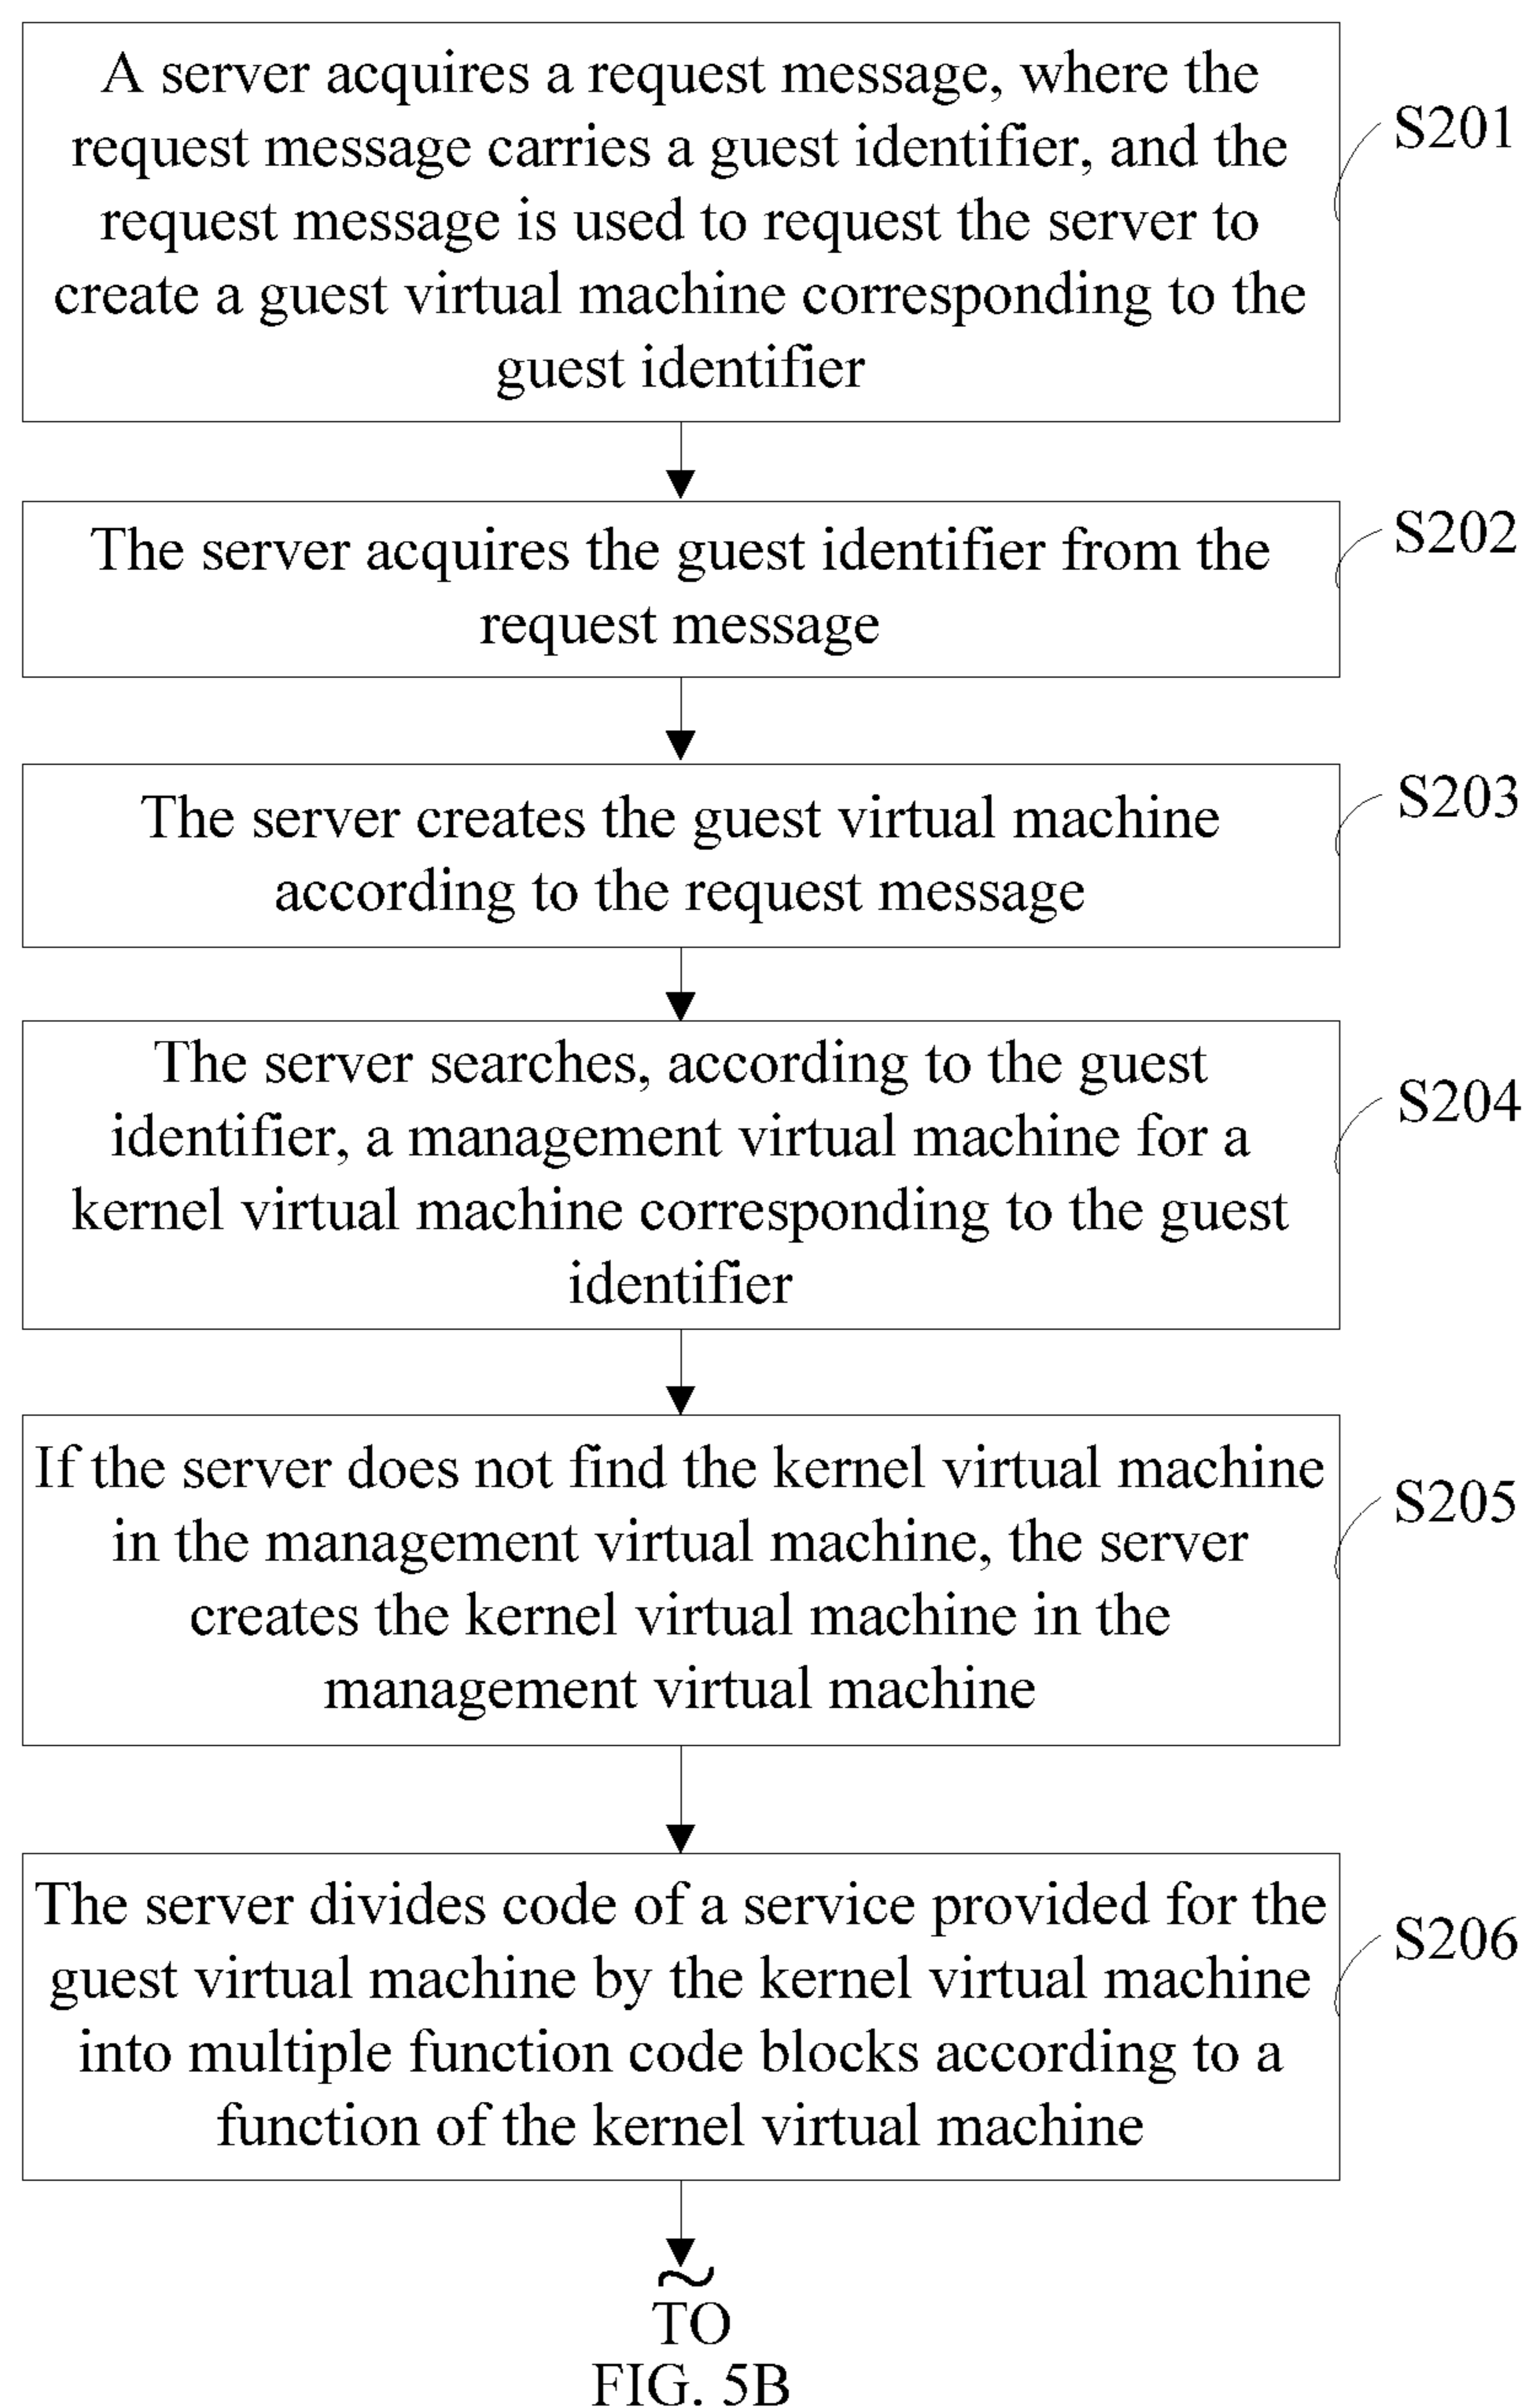 A server acquires a request message, where the
request message carries a guest identifier, and the
request message is used to request the server to
create a guest virtual machine corresponding to the
guest identifier
S201
The server acquires the guest identifier from the
request message
S202
The server creates the guest virtual machine
according to the request message
S203
The server searches, according to the guest
identifier, a management virtual machine for a
kernel virtual machine corresponding to the guest
identifier
S204
If the server does not find the kernel virtual machine
in the management virtual machine, the server
creates the kernel virtual machine in the
management virtual machine
S205
The server divides code of a service provided for the
guest virtual machine by the kernel virtual machine
into multiple function code blocks according to a
function of the kernel virtual machine
S206
~
TO
FIG. 5B